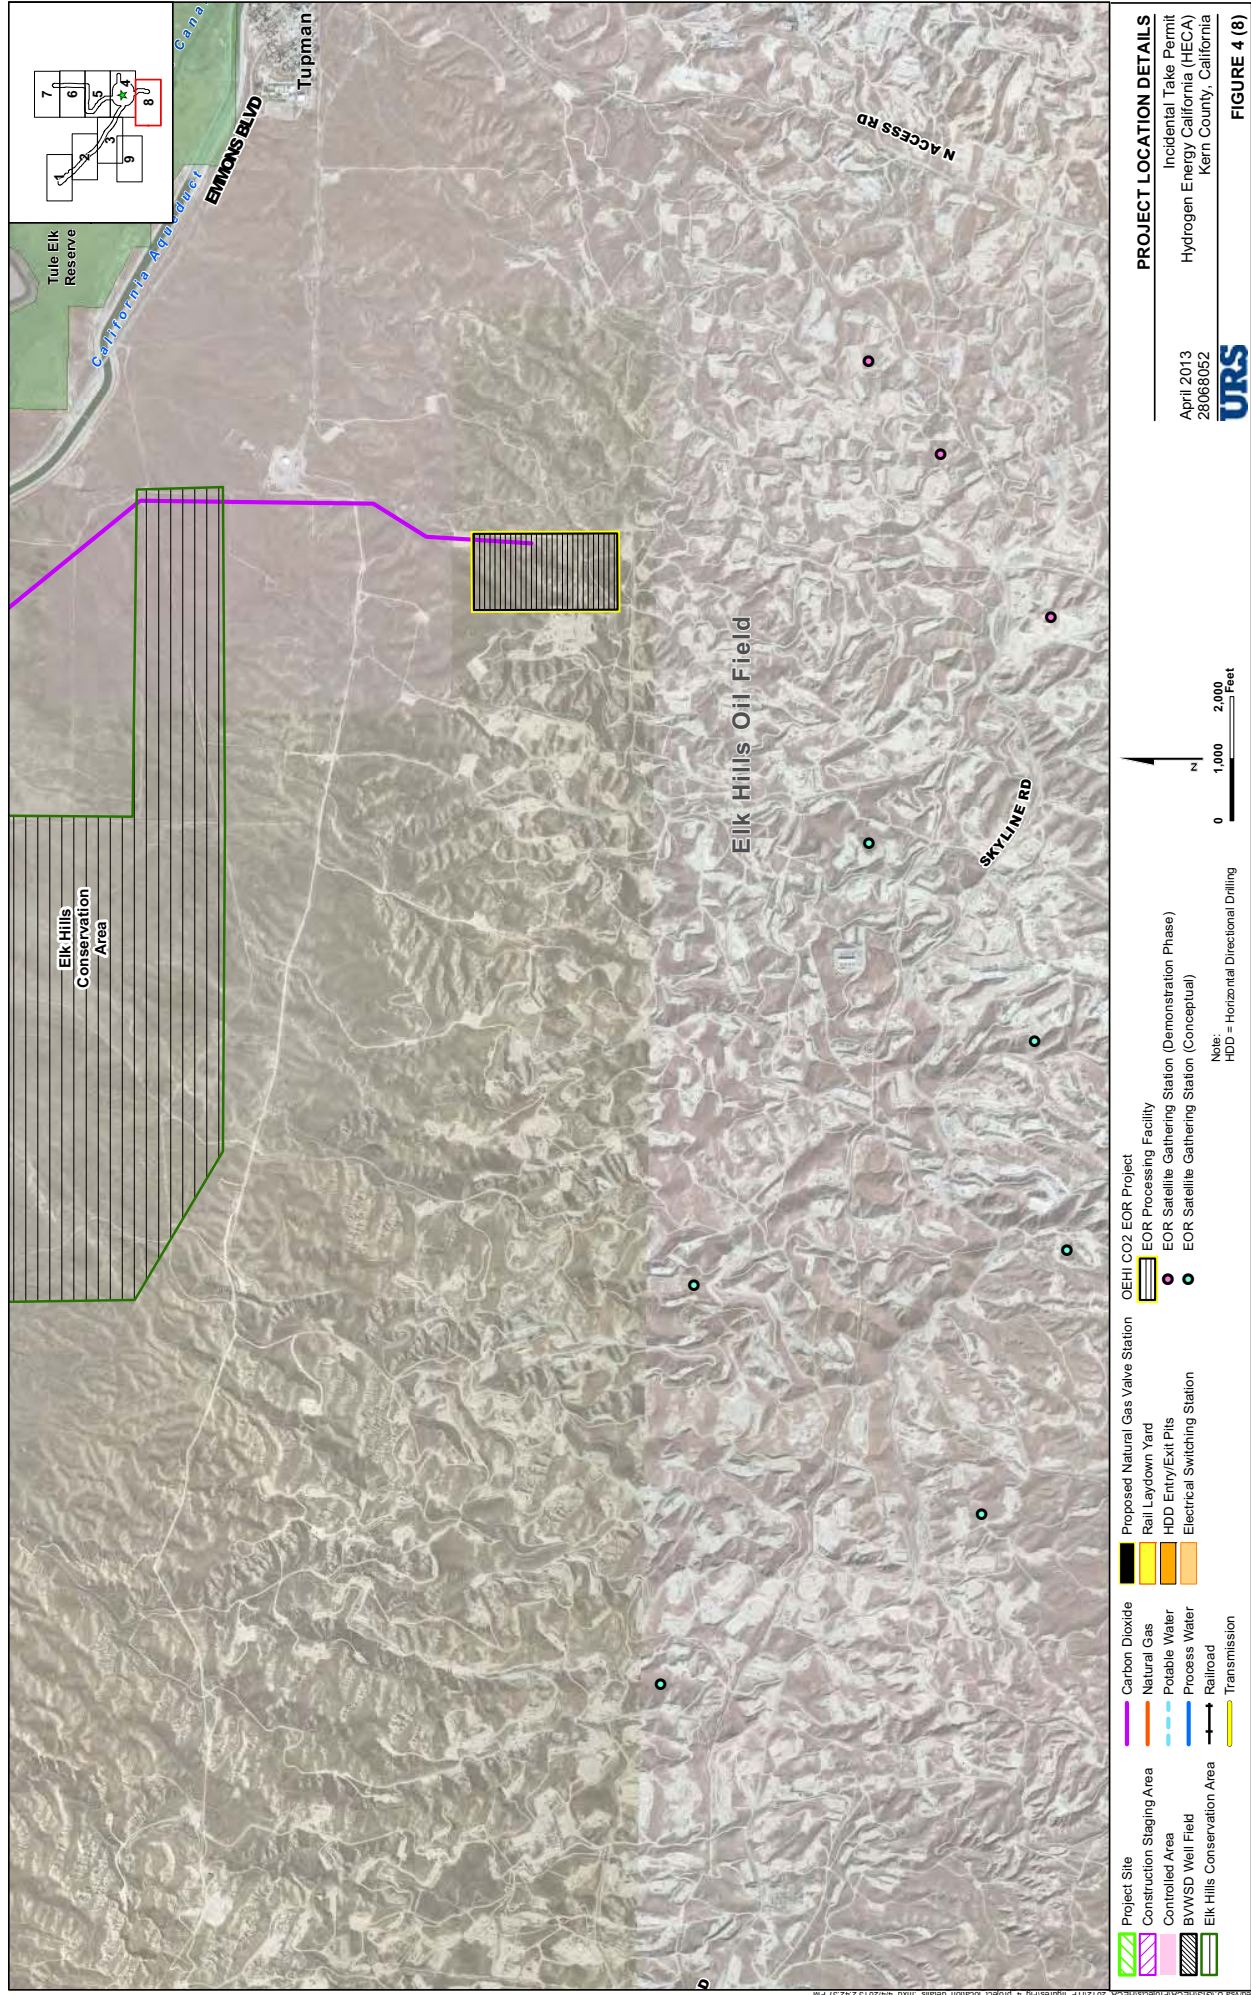 Elk Hills
Conservation
Area
Tule Elk
Reserve
California Aqueduct
Cana
EMMONS BLVD
Tupman
7
6
5
4
8
1
2
3
9
Elk Hills Oil Field
SKYLINE RD
N ACCESS RD
D
Project Site
Construction Staging Area
Controlled Area
BVWSD Well Field
Elk Hills Conservation Area
Carbon Dioxide
Natural Gas
Potable Water
Process Water
Railroad
Transmission
Proposed Natural Gas Valve Station
Rail Laydown Yard
HDD Entry/Exit Pits
Electrical Switching Station
OEHI CO2 EOR Project
EOR Processing Facility
EOR Satellite Gathering Station (Demonstration Phase)
EOR Satellite Gathering Station (Conceptual)
Note:
HDD = Horizontal Directional Drilling
N
0 1,000 2,000
Feet
PROJECT LOCATION DETAILS
April 2013 Incidental Take Permit
28068052 Hydrogen Energy California (HECA)
Kern County, California
URS
FIGURE 4 (8)